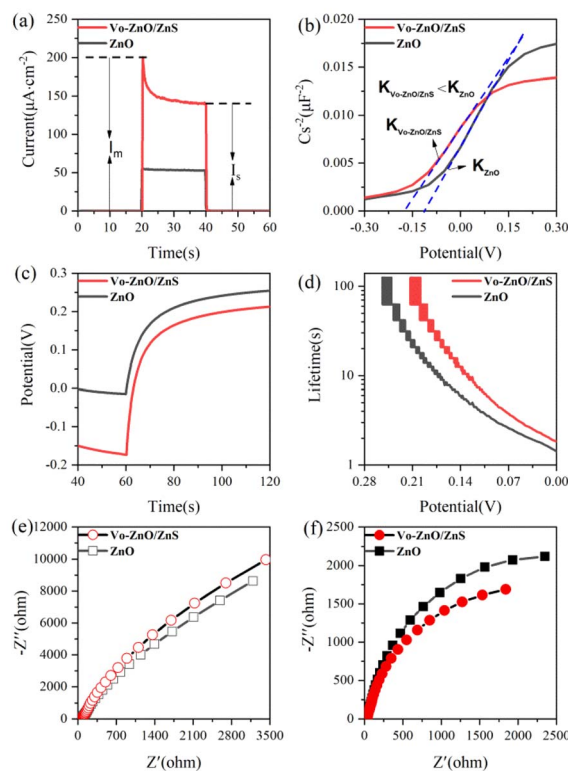 (a)
Vo-ZnO/ZnS
ZnO
Current(μA·cm⁻²)
250
200
150
100
50
0
Iₘ
Iₛ
0 10 20 30 40 50 60
Time(s)
(b)
Vo-ZnO/ZnS
ZnO
Cs⁻²(μF⁻²)
0.020
0.015
0.010
0.005
0.000
K Vo-ZnO/ZnS < K ZnO
K Vo-ZnO/ZnS
K ZnO
-0.30 -0.15 0.00 0.15 0.30
Potential(V)
(c)
Vo-ZnO/ZnS
ZnO
Potential(V)
0.3
0.2
0.1
0.0
-0.1
-0.2
40 60 80 100 120
Time(s)
(d)
Vo-ZnO/ZnS
ZnO
Lifetime(s)
100
10
1
0.28 0.21 0.14 0.07 0.00
Potential(V)
(e)
Vo-ZnO/ZnS
ZnO
-Z''(ohm)
12000
10000
8000
6000
4000
2000
0
0 700 1400 2100 2800 3500
Z'(ohm)
(f)
Vo-ZnO/ZnS
ZnO
-Z''(ohm)
2500
2000
1500
1000
500
0
0 500 1000 1500 2000 2500
Z'(ohm)